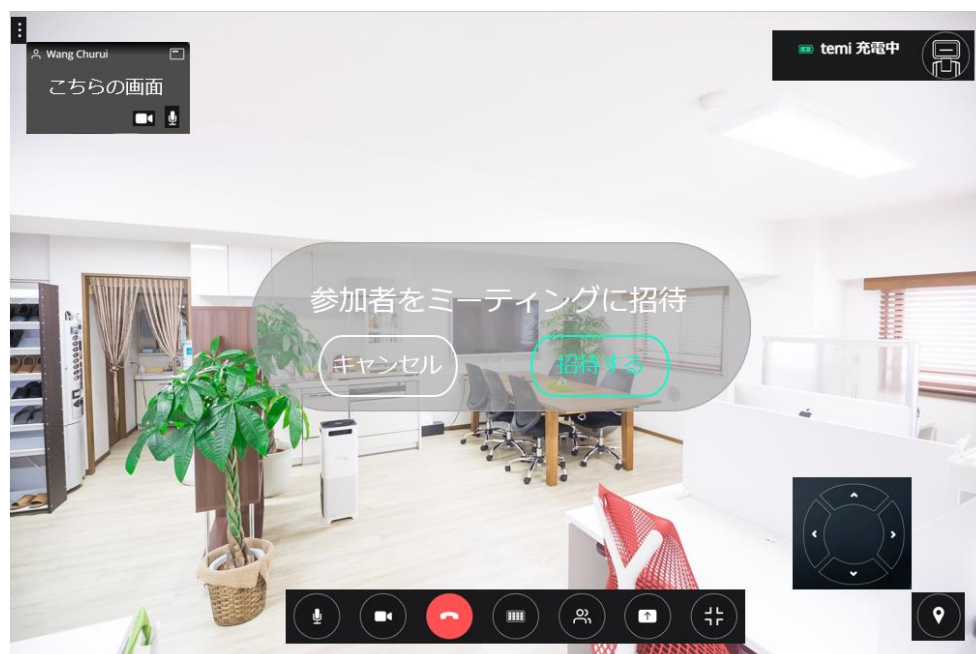 Wang Churui
こちらの画面
temi 充電中
参加者をミーティングに招待
キャンセル
招待する